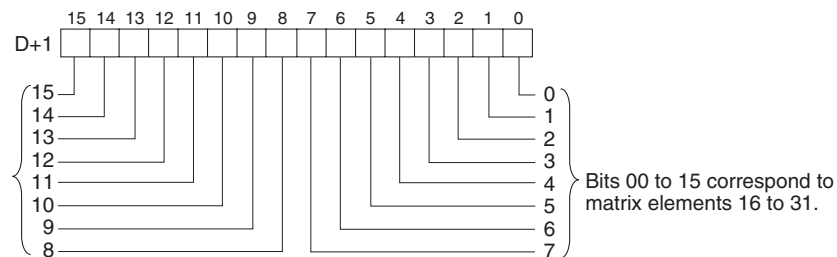 15 14 13 12 11 10 9 8 7 6 5 4 3 2 1 0
D+1
15 0
14 1
13 2
12 3
11 4
10 5
9 6
8 7
Bits 00 to 15 correspond to
matrix elements 16 to 31.